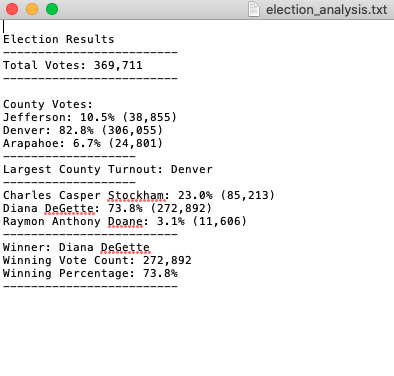 election_analysis.txt
Election Results
-------------------------
Total Votes: 369,711
-------------------------
County Votes:
Jefferson: 10.5% (38,855)
Denver: 82.8% (306,055)
Arapahoe: 6.7% (24,801)
-------------------
Largest County Turnout: Denver
-------------------
Charles Casper Stockham: 23.0% (85,213)
Diana DeGette: 73.8% (272,892)
Raymon Anthony Doane: 3.1% (11,606)
-------------------------
Winner: Diana DeGette
Winning Vote Count: 272,892
Winning Percentage: 73.8%
-------------------------